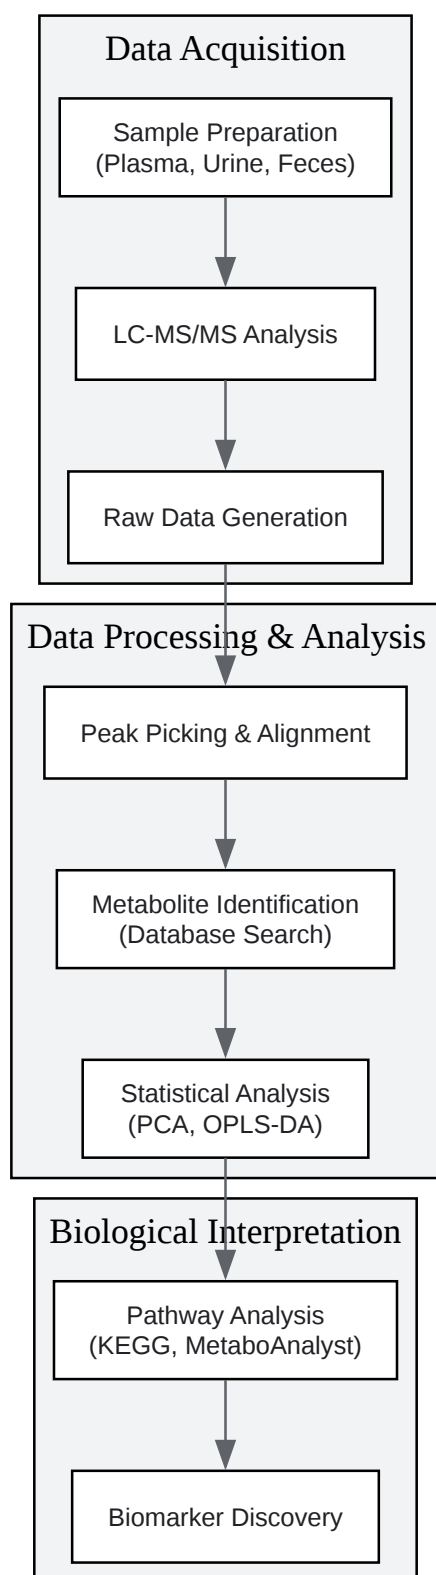 Data Acquisition
Sample Preparation
(Plasma, Urine, Feces)
LC-MS/MS Analysis
Raw Data Generation
Data Processing & Analysis
Peak Picking & Alignment
Metabolite Identification
(Database Search)
Statistical Analysis
(PCA, OPLS-DA)
Biological Interpretation
Pathway Analysis
(KEGG, MetaboAnalyst)
Biomarker Discovery